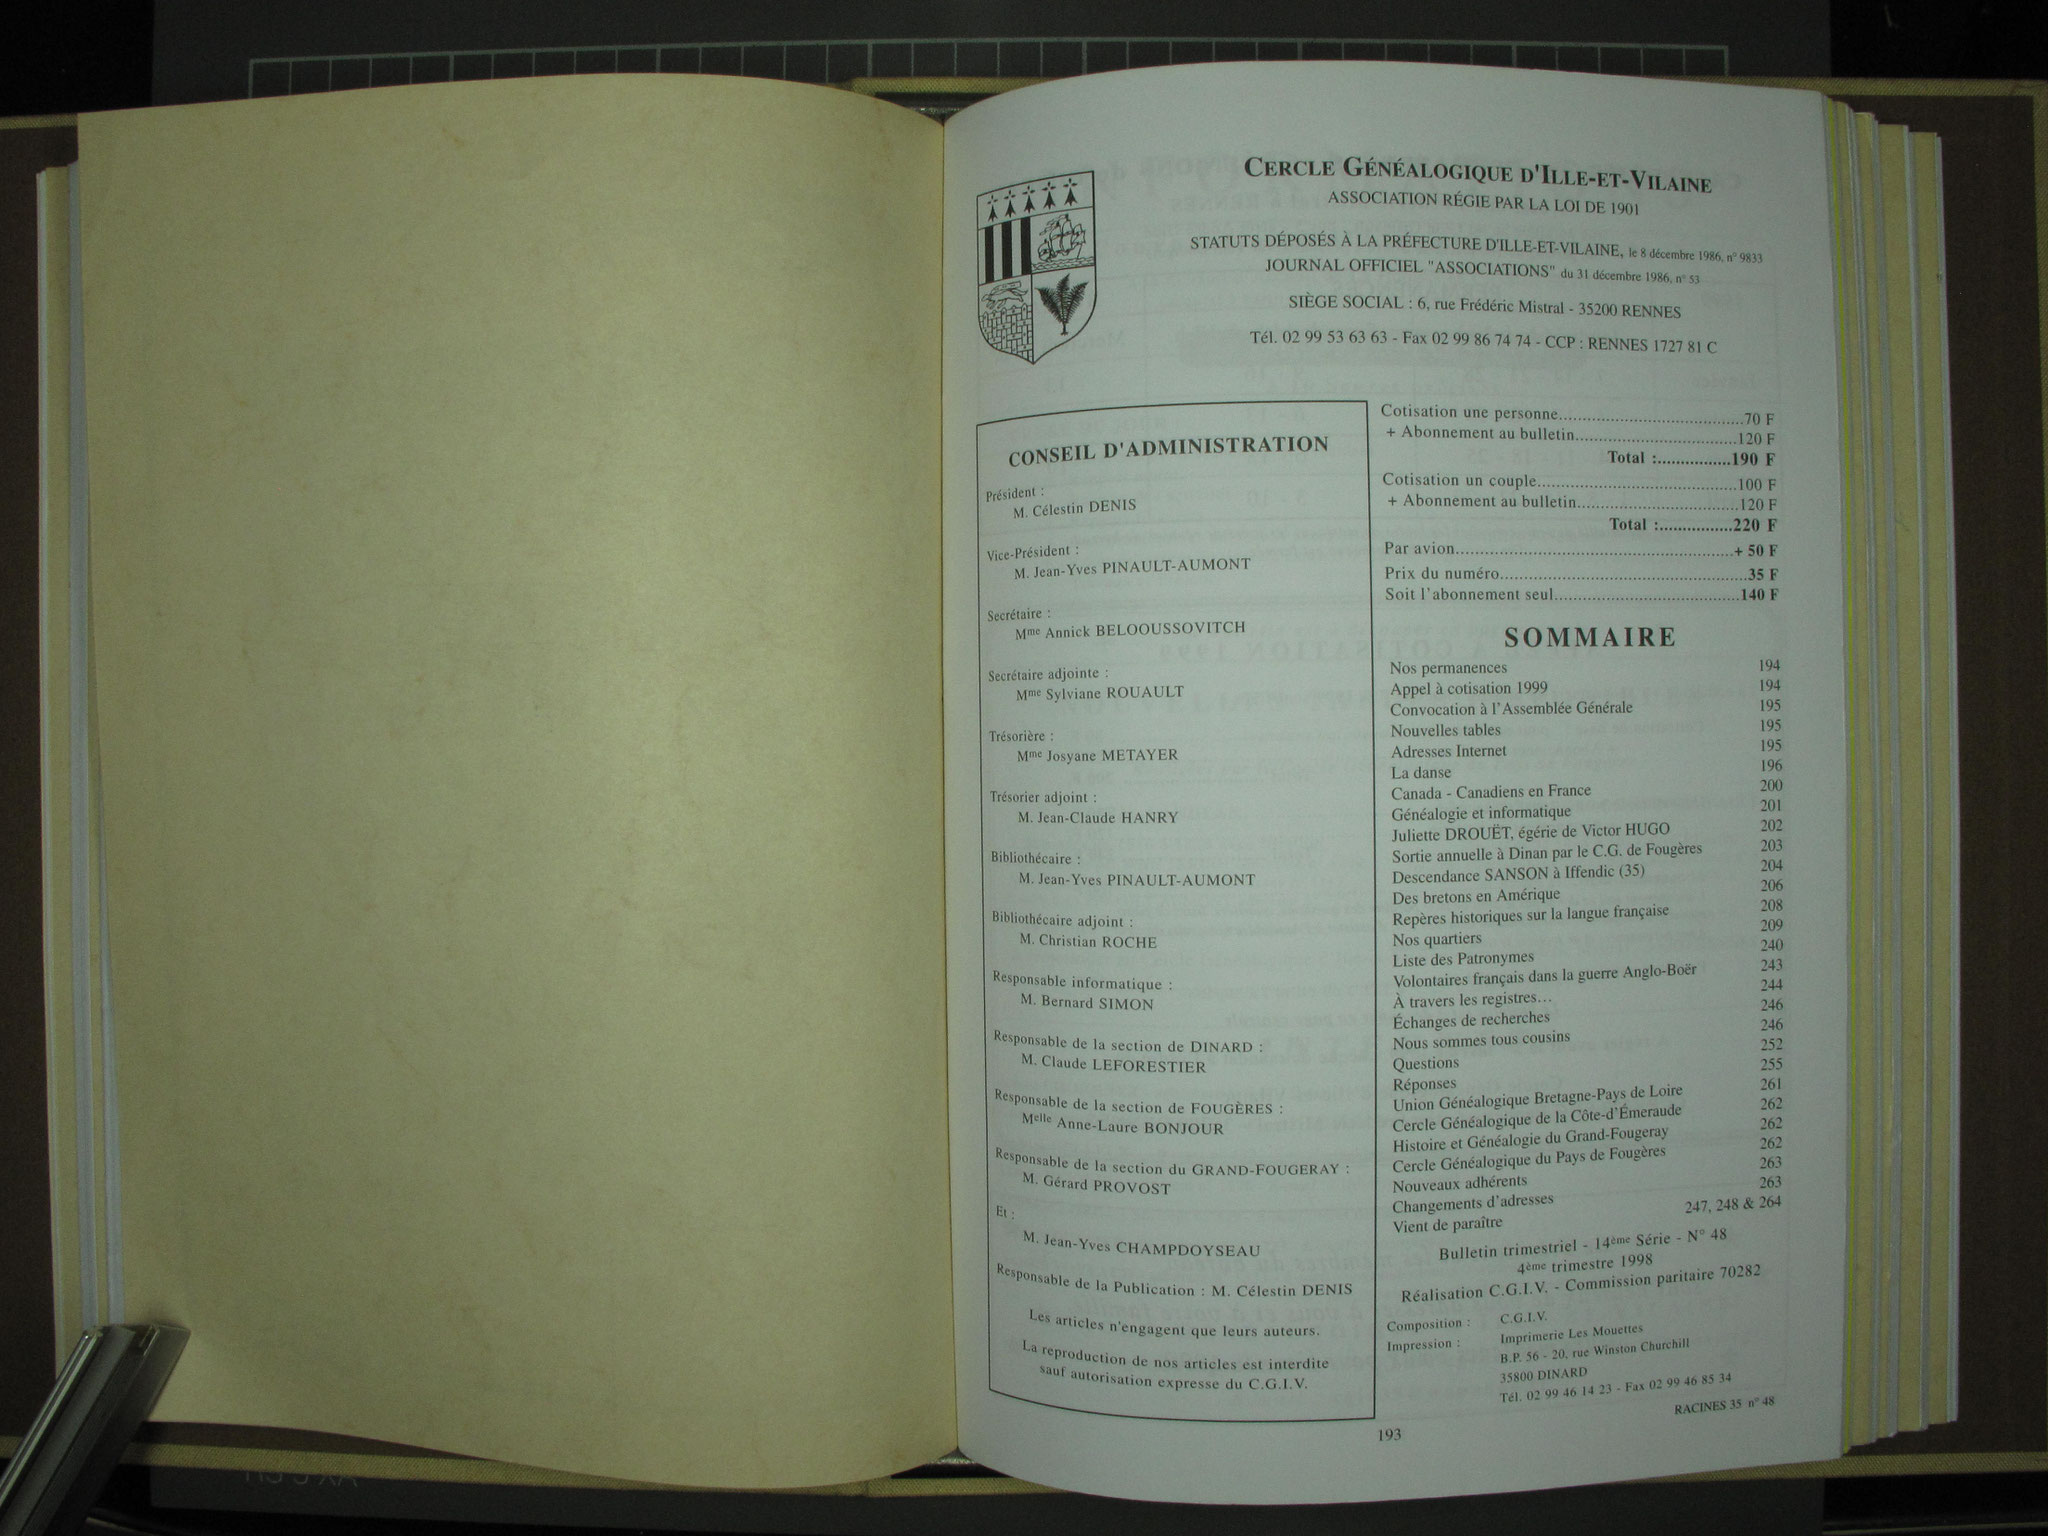 CERCLE GÉNÉALOGIQUE D'ILLE-ET-VILAINE
ASSOCIATION RÉGIE PAR LA LOI DE 1901
STATUTS DÉPOSÉS À LA PRÉFECTURE D'ILLE-ET-VILAINE, le 8 décembre 1986, n° 9833
JOURNAL OFFICIEL "ASSOCIATIONS" du 31 décembre 1986, n° 53
SIÈGE SOCIAL : 6, rue Frédéric Mistral - 35200 RENNES
Tél. 02 99 53 63 63 - Fax 02 99 86 74 74 - CCP : RENNES 1727 81 C
CONSEIL D'ADMINISTRATION
Président :
M. Célestin DENIS
Vice-Président :
M. Jean-Yves PINAULT-AUMONT
Secrétaire :
Mme Annick BELOOUSSOVITCH
Secrétaire adjointe :
Mme Sylviane ROUAULT
Trésorière :
Mme Josyane METAYER
Trésorier adjoint :
M. Jean-Claude HANRY
Bibliothécaire :
M. Jean-Yves PINAULT-AUMONT
Bibliothécaire adjoint :
M. Christian ROCHE
Responsable informatique :
M. Bernard SIMON
Responsable de la section de DINARD :
M. Claude LEFORESTIER
Responsable de la section de FOUGÈRES :
Melle Anne-Laure BONJOUR
Responsable de la section du GRAND-FOUGERAY :
M. Gérard PROVOST
Et :
M. Jean-Yves CHAMPDOYSEAU
Responsable de la Publication : M. Célestin DENIS
Les articles n'engagent que leurs auteurs.
La reproduction de nos articles est interdite
sauf autorisation expresse du C.G.I.V.
Cotisation une personne..........70 F
+ Abonnement au bulletin..........120 F
Total :..........190 F
Cotisation un couple..........100 F
+ Abonnement au bulletin..........120 F
Total :..........220 F
Par avion..........+ 50 F
Prix du numéro..........35 F
Soit l'abonnement seul..........140 F
SOMMAIRE
Nos permanences 194
Appel à cotisation 1999 194
Convocation à l'Assemblée Générale 195
Nouvelles tables 195
Adresses Internet 195
La danse 196
Canada - Canadiens en France 200
Généalogie et informatique 201
Juliette DROUËT, égérie de Victor HUGO 202
Sortie annuelle à Dinan par le C.G. de Fougères 203
Descendance SANSON à Iffendic (35) 204
Des bretons en Amérique 206
Repères historiques sur la langue française 208
Nos quartiers 209
Liste des Patronymes 240
Volontaires français dans la guerre Anglo-Boër 243
À travers les registres... 244
Échanges de recherches 246
Nous sommes tous cousins 246
Questions 252
Réponses 255
Union Généalogique Bretagne-Pays de Loire 261
Cercle Généalogique de la Côte-d'Émeraude 262
Histoire et Généalogie du Grand-Fougeray 262
Cercle Généalogique du Pays de Fougères 262
Nouveaux adhérents 263
Changements d'adresses 263
Vient de paraître 247, 248 & 264
Bulletin trimestriel - 14ème Série - N° 48
4ème trimestre 1998
Réalisation C.G.I.V. - Commission paritaire 70282
Composition : C.G.I.V.
Impression : Imprimerie Les Mouettes
B.P. 56 - 20, rue Winston Churchill
35800 DINARD
Tél. 02 99 46 14 23 - Fax 02 99 46 85 34
RACINES 35 n° 48
193